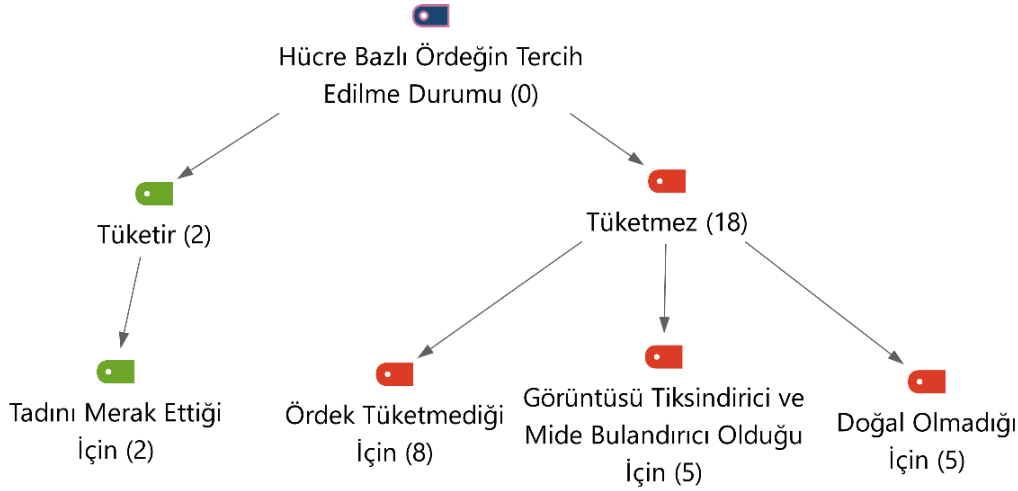 Hücre Bazlı Ördeğin Tercih
Edilme Durumu (0)
Tüketir (2)
Tüketmez (18)
Tadını Merak Ettiği
İçin (2)
Ördek Tüketmediği
İçin (8)
Görüntüsü Tiksindirici ve
Mide Bulandırıcı Olduğu
İçin (5)
Doğal Olmadığı
İçin (5)